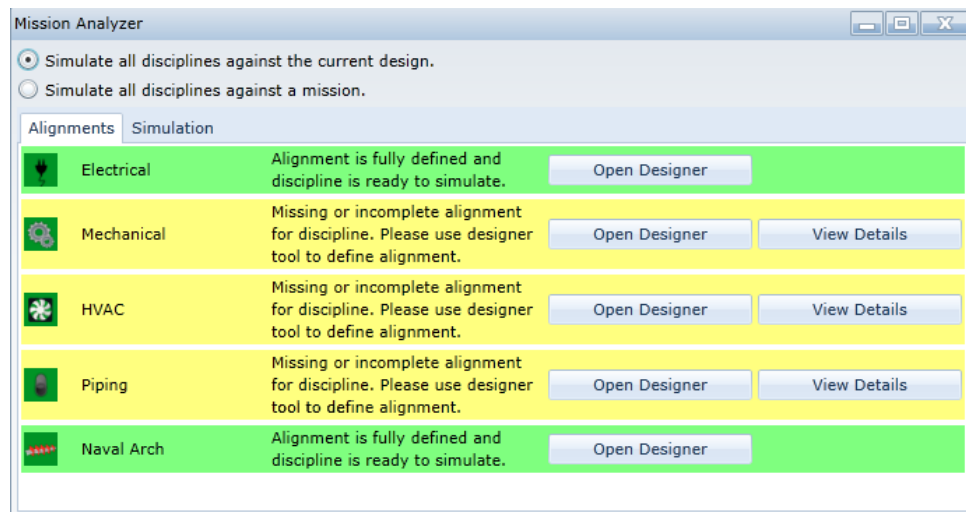 Mission Analyzer
Simulate all disciplines against the current design.
Simulate all disciplines against a mission.
Alignments Simulation
Electrical
Alignment is fully defined and
discipline is ready to simulate.
Open Designer
Mechanical
Missing or incomplete alignment
for discipline. Please use designer
tool to define alignment.
Open Designer
View Details
HVAC
Missing or incomplete alignment
for discipline. Please use designer
tool to define alignment.
Open Designer
View Details
Piping
Missing or incomplete alignment
for discipline. Please use designer
tool to define alignment.
Open Designer
View Details
Naval Arch
Alignment is fully defined and
discipline is ready to simulate.
Open Designer